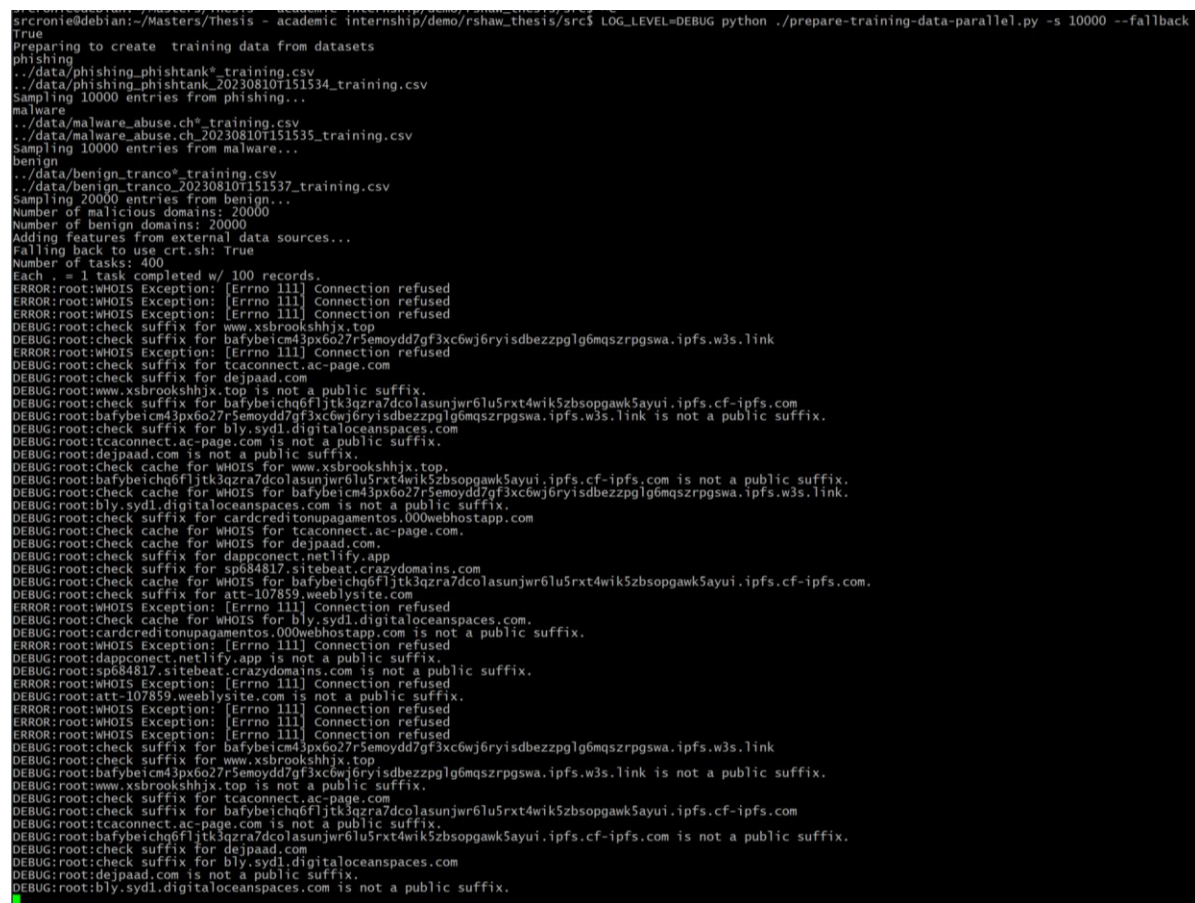 srcronie@debian:~/Masters/Thesis - academic internship/demo/rshaw_thesis/src$ LOG_LEVEL=DEBUG python ./prepare-training-data-parallel.py -s 10000 --fallback
True
Preparing to create  training data from datasets
phishing
../data/phishing_phishtank*_training.csv
../data/phishing_phishtank_20230810T151534_training.csv
Sampling 10000 entries from phishing...
malware
../data/malware_abuse.ch*_training.csv
../data/malware_abuse.ch_20230810T151535_training.csv
Sampling 10000 entries from malware...
benign
../data/benign_tranco*_training.csv
../data/benign_tranco_20230810T151537_training.csv
Sampling 20000 entries from benign...
Number of malicious domains: 20000
Number of benign domains: 20000
Adding features from external data sources...
Falling back to use crt.sh: True
Number of tasks: 400
Each . = 1 task completed w/ 100 records.
ERROR:root:WHOIS Exception: [Errno 111] Connection refused
ERROR:root:WHOIS Exception: [Errno 111] Connection refused
ERROR:root:WHOIS Exception: [Errno 111] Connection refused
DEBUG:root:check suffix for www.xsbrookshhjx.top
DEBUG:root:check suffix for bafybeicm43px6o27r5emoydd7gf3xc6wj6ryisdbezzpglg6mqszrpgswa.ipfs.w3s.link
ERROR:root:WHOIS Exception: [Errno 111] Connection refused
DEBUG:root:check suffix for tcaconnect.ac-page.com
DEBUG:root:check suffix for dejpaad.com
DEBUG:root:www.xsbrookshhjx.top is not a public suffix.
DEBUG:root:check suffix for bafybeichq6fljtk3qzra7dcolasunjwr6lu5rxt4wik5zbsopgawk5ayui.ipfs.cf-ipfs.com
DEBUG:root:bafybeicm43px6o27r5emoydd7gf3xc6wj6ryisdbezzpglg6mqszrpgswa.ipfs.w3s.link is not a public suffix.
DEBUG:root:check suffix for bly.syd1.digitaloceanspaces.com
DEBUG:root:tcaconnect.ac-page.com is not a public suffix.
DEBUG:root:dejpaad.com is not a public suffix.
DEBUG:root:Check cache for WHOIS for www.xsbrookshhjx.top.
DEBUG:root:bafybeichq6fljtk3qzra7dcolasunjwr6lu5rxt4wik5zbsopgawk5ayui.ipfs.cf-ipfs.com is not a public suffix.
DEBUG:root:Check cache for WHOIS for bafybeicm43px6o27r5emoydd7gf3xc6wj6ryisdbezzpglg6mqszrpgswa.ipfs.w3s.link.
DEBUG:root:bly.syd1.digitaloceanspaces.com is not a public suffix.
DEBUG:root:check suffix for cardcreditonupagamentos.000webhostapp.com
DEBUG:root:Check cache for WHOIS for tcaconnect.ac-page.com.
DEBUG:root:Check cache for WHOIS for dejpaad.com.
DEBUG:root:check suffix for dappconect.netlify.app
DEBUG:root:check suffix for sp684817.sitebeat.crazydomains.com
DEBUG:root:Check cache for WHOIS for bafybeichq6fljtk3qzra7dcolasunjwr6lu5rxt4wik5zbsopgawk5ayui.ipfs.cf-ipfs.com.
DEBUG:root:check suffix for att-107859.weeblysite.com
ERROR:root:WHOIS Exception: [Errno 111] Connection refused
DEBUG:root:Check cache for WHOIS for bly.syd1.digitaloceanspaces.com.
DEBUG:root:cardcreditonupagamentos.000webhostapp.com is not a public suffix.
ERROR:root:WHOIS Exception: [Errno 111] Connection refused
DEBUG:root:dappconect.netlify.app is not a public suffix.
DEBUG:root:sp684817.sitebeat.crazydomains.com is not a public suffix.
ERROR:root:WHOIS Exception: [Errno 111] Connection refused
DEBUG:root:att-107859.weeblysite.com is not a public suffix.
ERROR:root:WHOIS Exception: [Errno 111] Connection refused
ERROR:root:WHOIS Exception: [Errno 111] Connection refused
ERROR:root:WHOIS Exception: [Errno 111] Connection refused
DEBUG:root:check suffix for bafybeicm43px6o27r5emoydd7gf3xc6wj6ryisdbezzpglg6mqszrpgswa.ipfs.w3s.link
DEBUG:root:check suffix for www.xsbrookshhjx.top
DEBUG:root:bafybeicm43px6o27r5emoydd7gf3xc6wj6ryisdbezzpglg6mqszrpgswa.ipfs.w3s.link is not a public suffix.
DEBUG:root:www.xsbrookshhjx.top is not a public suffix.
DEBUG:root:check suffix for tcaconnect.ac-page.com
DEBUG:root:check suffix for bafybeichq6fljtk3qzra7dcolasunjwr6lu5rxt4wik5zbsopgawk5ayui.ipfs.cf-ipfs.com
DEBUG:root:tcaconnect.ac-page.com is not a public suffix.
DEBUG:root:bafybeichq6fljtk3qzra7dcolasunjwr6lu5rxt4wik5zbsopgawk5ayui.ipfs.cf-ipfs.com is not a public suffix.
DEBUG:root:check suffix for dejpaad.com
DEBUG:root:check suffix for bly.syd1.digitaloceanspaces.com
DEBUG:root:dejpaad.com is not a public suffix.
DEBUG:root:bly.syd1.digitaloceanspaces.com is not a public suffix.